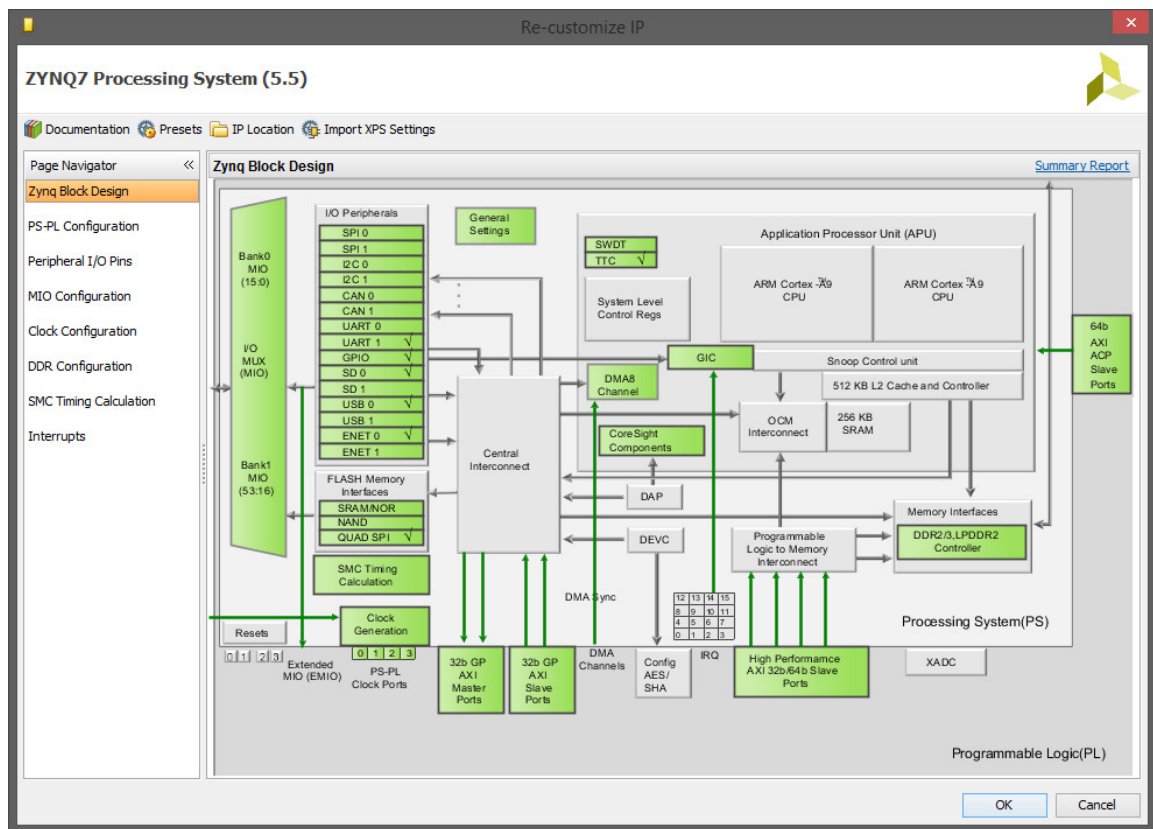 Re-customize IP
ZYNQ7 Processing System (5.5)
Documentation Presets IP Location Import XPS Settings
Page Navigator «
Zynq Block Design
PS-PL Configuration
Peripheral I/O Pins
MIO Configuration
Clock Configuration
DDR Configuration
SMC Timing Calculation
Interrupts
Zynq Block Design
Summary Report
Bank0
MIO
(15:0)
I/O
MUX
(MIO)
Bank1
MIO
(53:16)
I/O Peripherals
SPI 0
SPI 1
I2C 0
I2C 1
CAN 0
CAN 1
UART 0
UART 1 √
GPIO √
SD 0 √
SD 1
USB 0 √
USB 1
ENET 0 √
ENET 1
FLASH Memory
Interfaces
SRAM/NOR
NAND
QUAD SPI √
SMC Timing
Calculation
General
Settings
Application Processor Unit (APU)
SWDT
TTC √
System Level
Control Regs
ARM Cortex-™A9
CPU
ARM Cortex-™A9
CPU
GIC
Snoop Control unit
DMA8
Channel
512 KB L2 Cache and Controller
OCM
Interconnect
256 KB
SRAM
CoreSight
Components
Central
Interconnect
DAP
DEVC
64b
AXI
ACP
Slave
Ports
Programmable
Logic to Memory
Interconnect
Memory Interfaces
DDR2/3,LPDDR2
Controller
DMA Sync
12 13 14 15
8 9 10 11
4 5 6 7
0 1 2 3
IRQ
Processing System(PS)
Resets
0 1 2 3
Extended
MIO (EMIO)
Clock
Generation
0 1 2 3
PS-PL
Clock Ports
32b GP
AXI
Master
Ports
32b GP
AXI
Slave
Ports
DMA
Channels
Config
AES/
SHA
High Performamce
AXI 32b/64b Slave
Ports
XADC
Programmable Logic(PL)
OK
Cancel